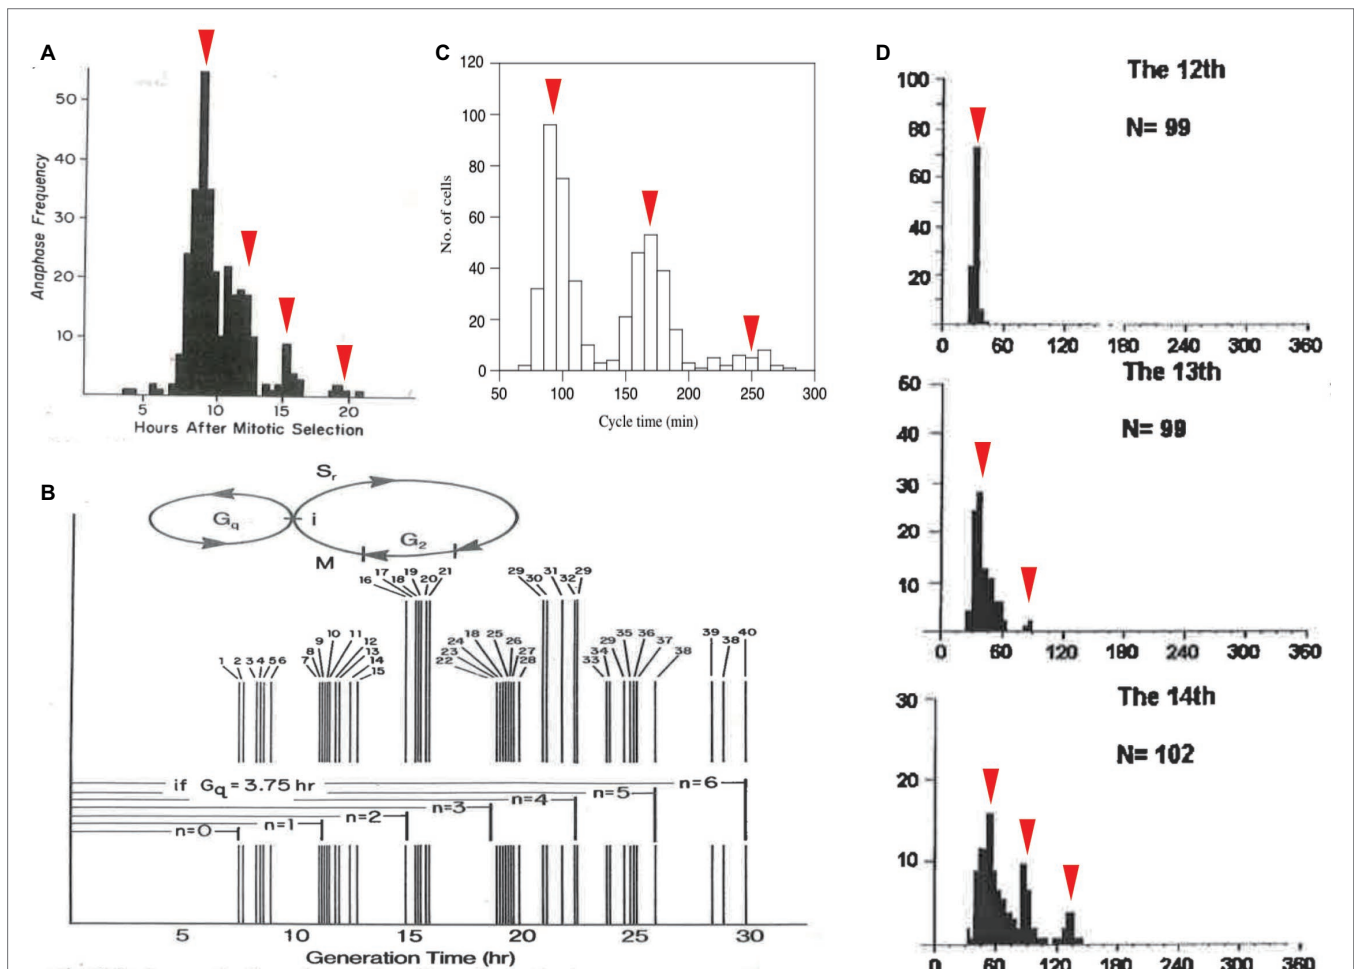 A
50
40
30
20
10
Anaphase Frequency
5 10 15 20
Hours After Mitotic Selection
C
120
100
80
60
40
20
0
No. of cells
50 100 150 200 250 300
Cycle time (min)
D
The 12th
N= 99
100
80
60
40
20
0 60 120 180 240 300 360
The 13th
N= 99
60
50
40
30
20
10
0 60 120 180 240 300 360
The 14th
N= 102
30
20
10
0 60 120 180 240 300 360
B
Sr
Gq
i
G2
M
16 17 18 19 20 21
29 30 31 32 29
7 8 9 10 11 12 13 14 15
22 23 24 18 25 26 27 28
33 34 29 35 36 37 38
39 38 40
1 2 3 4 5 6
if Gq = 3.75 hr
n=6
n=5
n=4
n=3
n=2
n=1
n=0
5 10 15 20 25 30
Generation Time (hr)